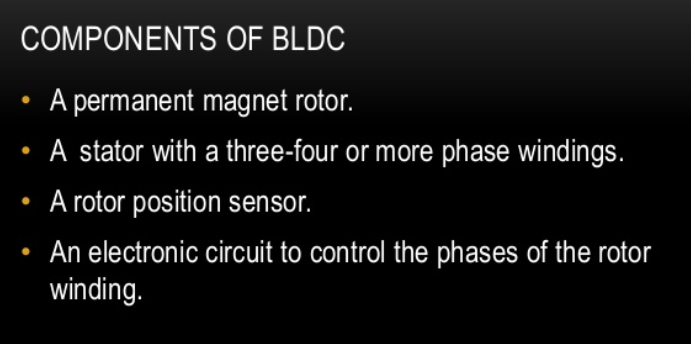 COMPONENTS OF BLDC
• A permanent magnet rotor.
• A stator with a three-four or more phase windings.
• A rotor position sensor.
• An electronic circuit to control the phases of the rotor
winding.